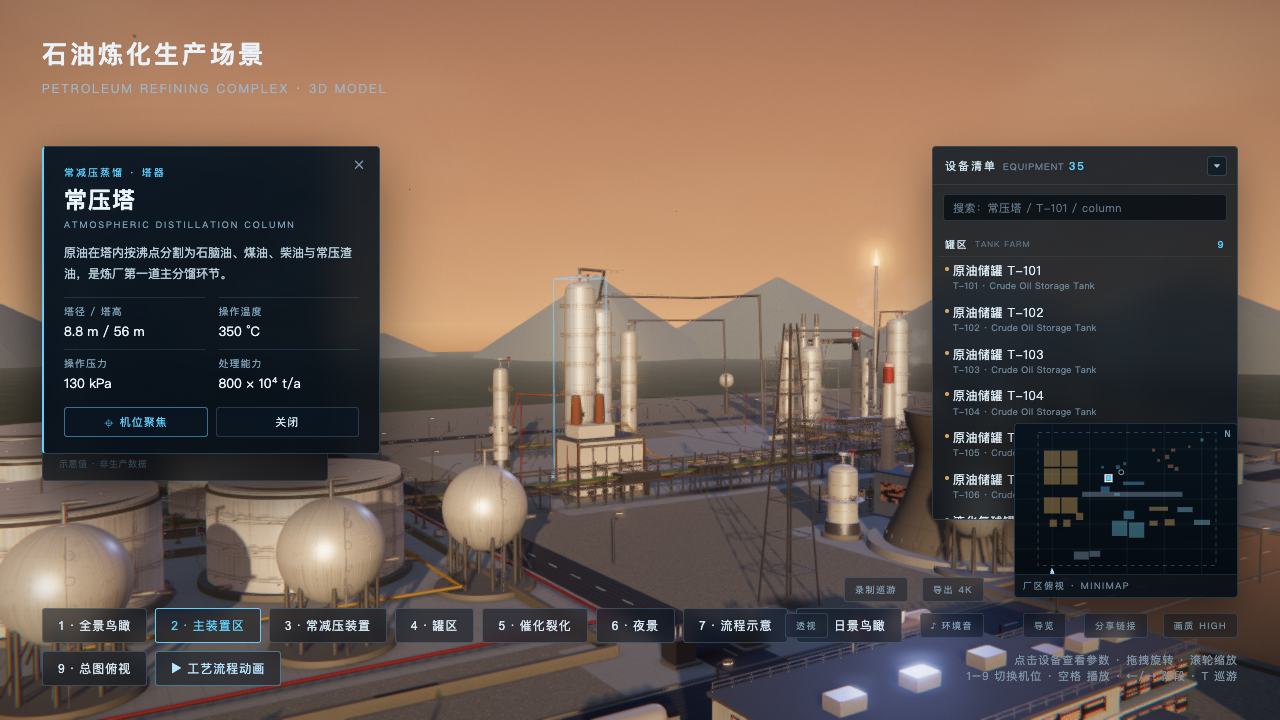 石油炼化生产场景
PETROLEUM REFINING COMPLEX · 3D MODEL
常减压蒸馏 · 塔器
常压塔
ATMOSPHERIC DISTILLATION COLUMN
原油在塔内按沸点分割为石脑油、煤油、柴油与常压渣
油，是炼厂第一道主分馏环节。
塔径 / 塔高
操作温度
8.8 m / 56 m
350 ℃
操作压力
处理能力
130 kPa
800 × 10⁴ t/a
机位聚焦
关闭
示意值 · 非生产数据
设备清单 EQUIPMENT 35
搜索：常压塔 / T-101 / column
罐区 TANK FARM 9
原油储罐 T-101
T-101 · Crude Oil Storage Tank
原油储罐 T-102
T-102 · Crude Oil Storage Tank
原油储罐 T-103
T-103 · Crude Oil Storage Tank
原油储罐 T-104
T-104 · Crude Oil Storage Tank
原油储罐 T
T-105 · Crude
原油储罐 T
T-106 · Crude
N
厂区俯视 · MINIMAP
录制巡游
导出 4K
1 · 全景鸟瞰
2 · 主装置区
3 · 常减压装置
4 · 罐区
5 · 催化裂化
6 · 夜景
7 · 流程示意
透视
日景鸟瞰
♪ 环境音
导览
分享链接
画质 HIGH
9 · 总图俯视
▶ 工艺流程动画
点击设备查看参数 · 拖拽旋转 · 滚轮缩放
1—9 切换机位 · 空格 播放 · ←/ 段 · T 巡游